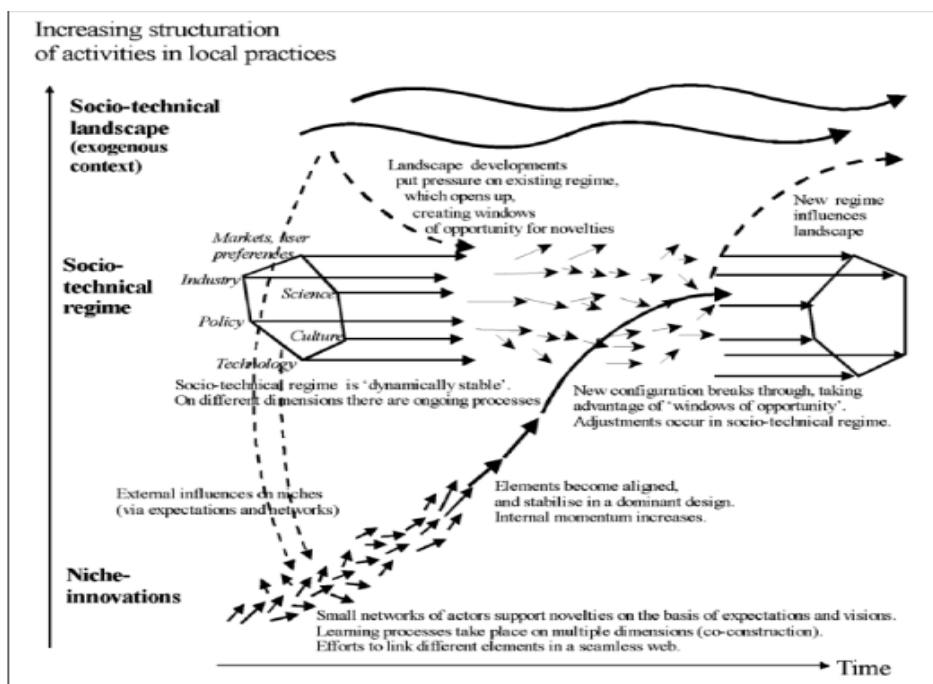 Increasing structuration
of activities in local practices
Socio-technical
landscape
(exogenous
context)
Landscape developments
put pressure on existing regime,
which opens up,
creating windows
of opportunity for novelties
New regime
influences
landscape
Markets, user
preferences
Socio-
technical
regime
Industry
Science
Policy
Culture
Technology
Socio-technical regime is ‘dynamically stable’.
On different dimensions there are ongoing processes
New configuration breaks through, taking
advantage of ‘windows of opportunity’.
Adjustments occur in socio-technical regime.
External influences on niches
(via expectations and networks)
Elements become aligned,
and stabilise in a dominant design.
Internal momentum increases.
Niche-
innovations
Small networks of actors support novelties on the basis of expectations and visions.
Learning processes take place on multiple dimensions (co-construction).
Efforts to link different elements in a seamless web.
Time